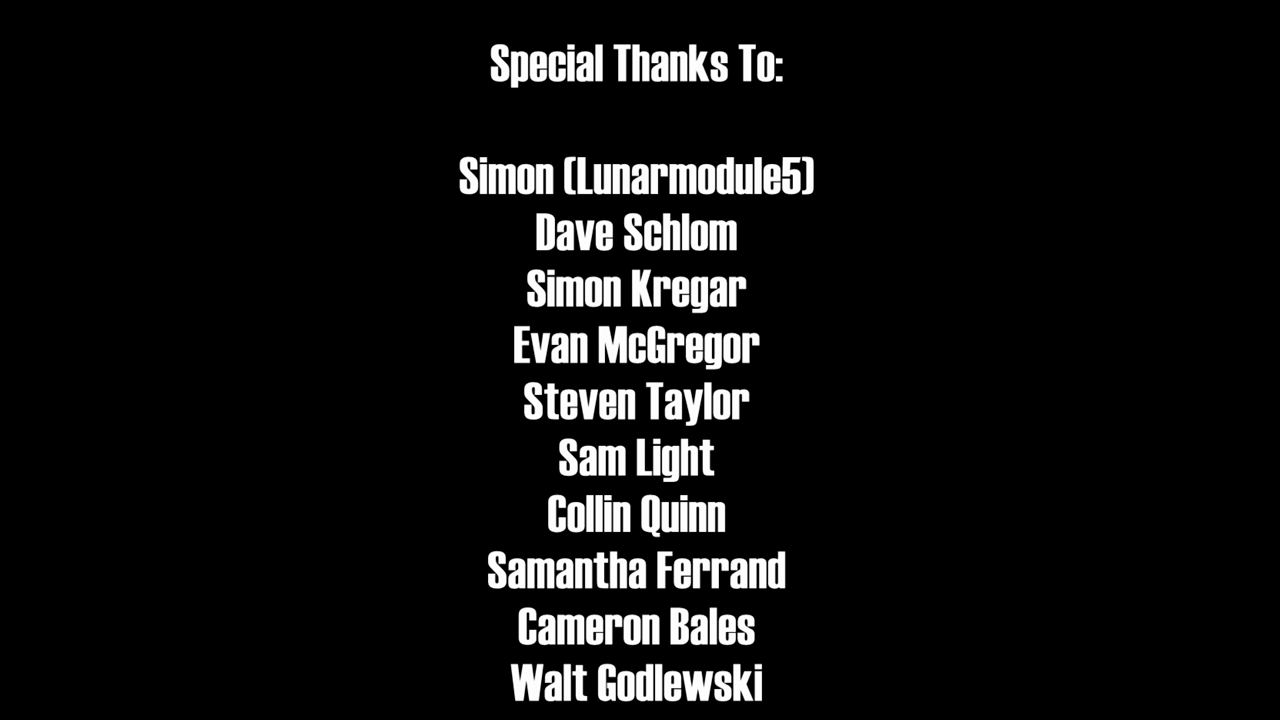 Special Thanks To:
Simon (Lunarmodule5)
Dave Schlom
Simon Kregar
Evan McGregor
Steven Taylor
Sam Light
Collin Quinn
Samantha Ferrand
Cameron Bales
Walt Godlewski